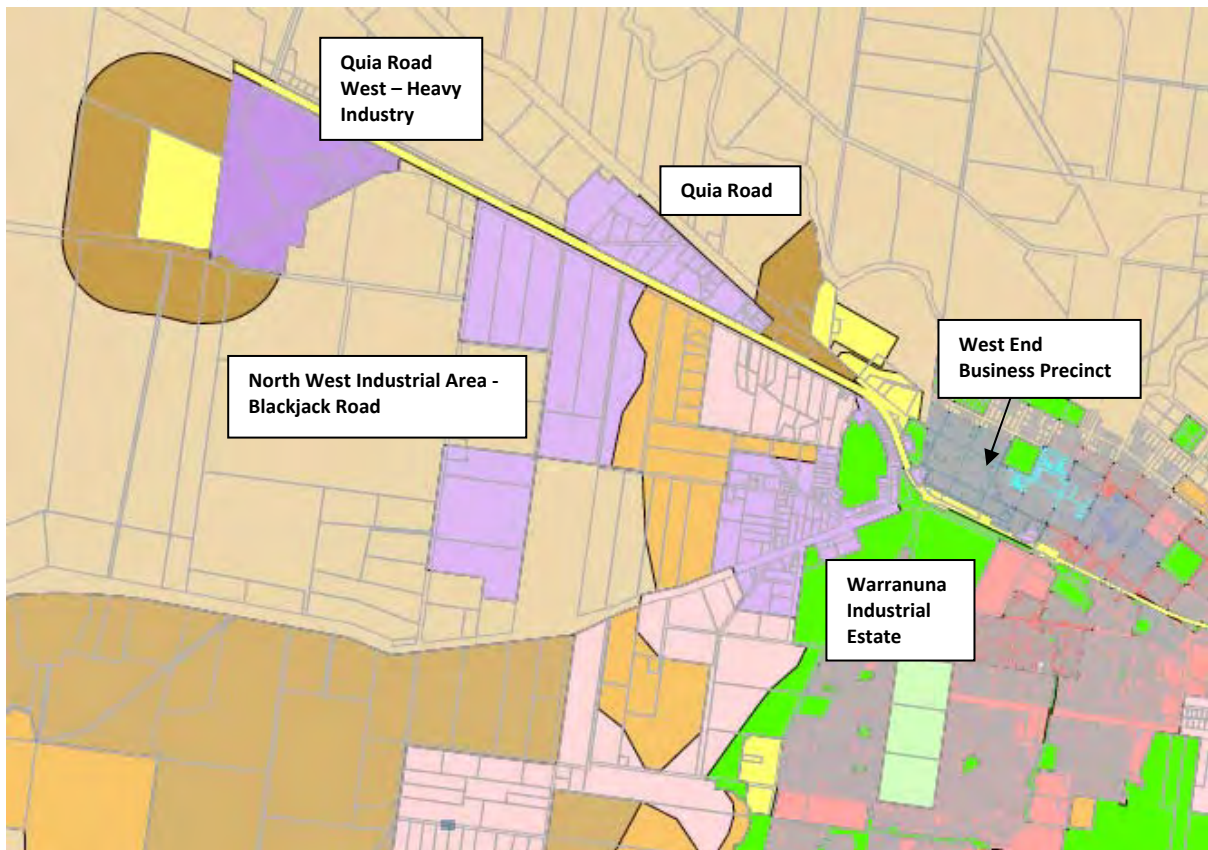 Quia Road
West – Heavy
Industry
Quia Road
West End
Business Precinct
North West Industrial Area -
Blackjack Road
Warranuna
Industrial
Estate